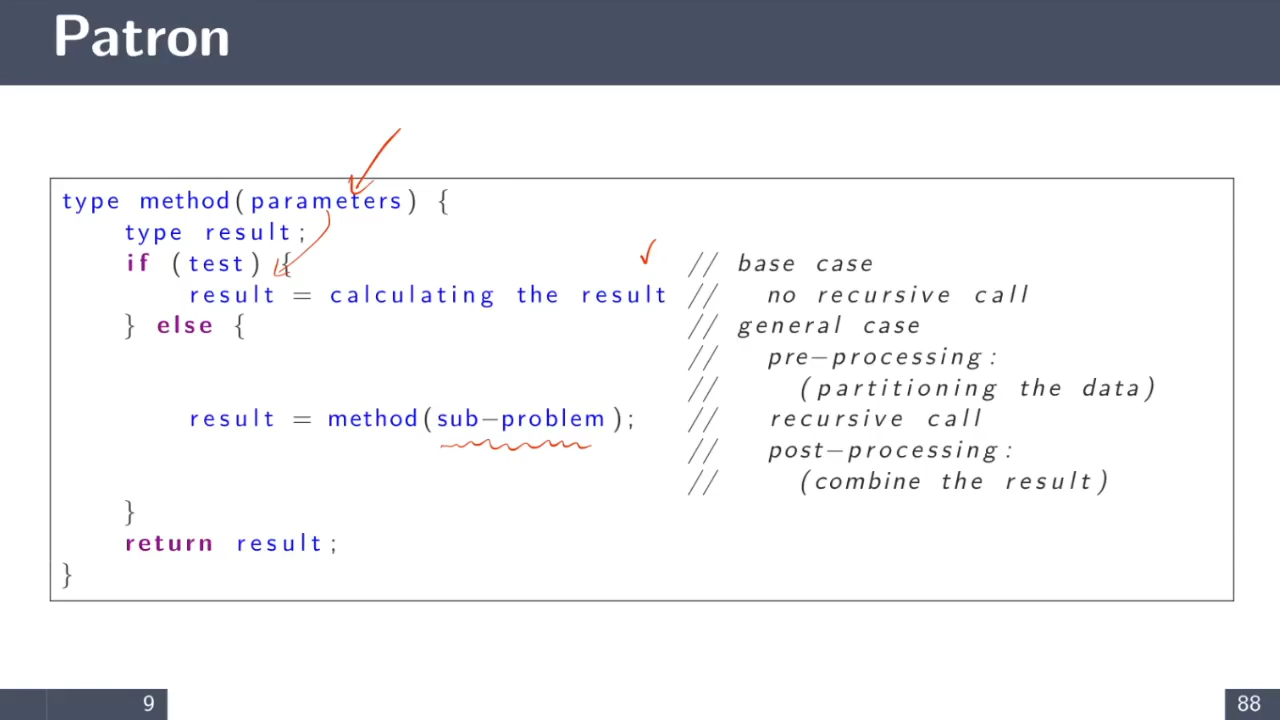 Patron
type method(parameters) {
type result;
if (test) { // base case
result = calculating the result // no recursive call
} else { // general case
// pre–processing:
// (partitioning the data)
result = method(sub–problem); // recursive call
// post–processing:
// (combine the result)
}
return result;
}
9
88